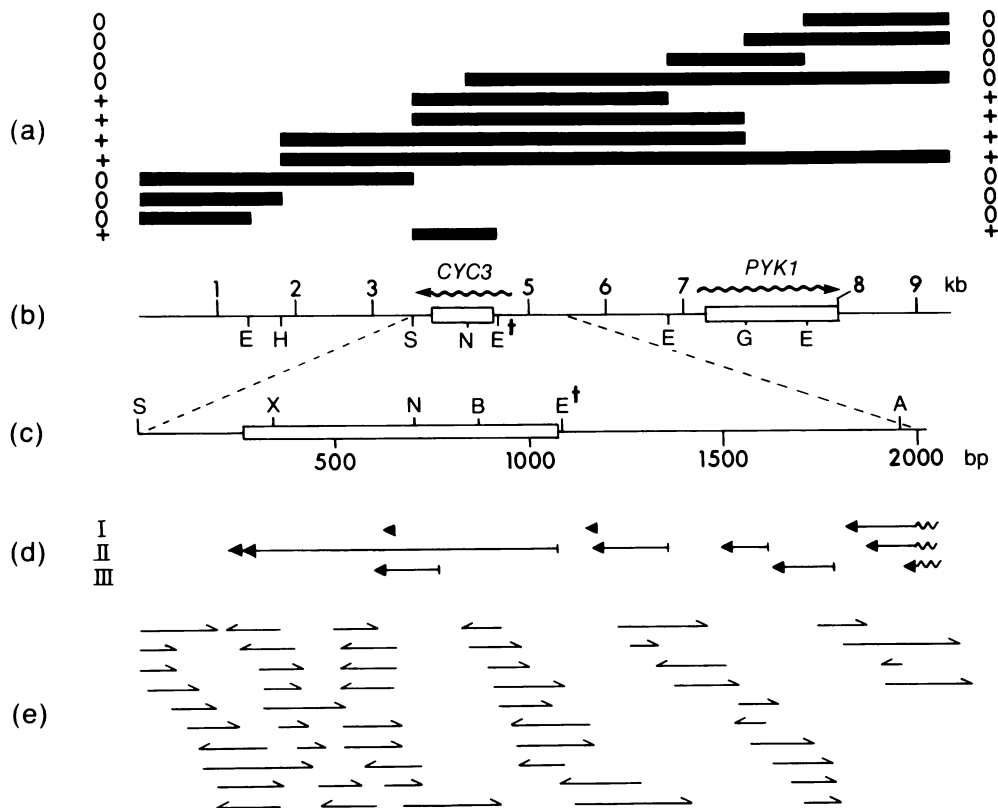 0 0
0 0
0 0
0 0
+ +
+ +
(a) + +
+ +
0 0
0 0
0 0
+ +
CYC3 PYK1
1 2 3 5 6 7 8 9 kb
(b)
E H S N E† E G E
S X N B E† A
(c)
500 1000 1500 2000 bp
I
(d) II
III
(e)